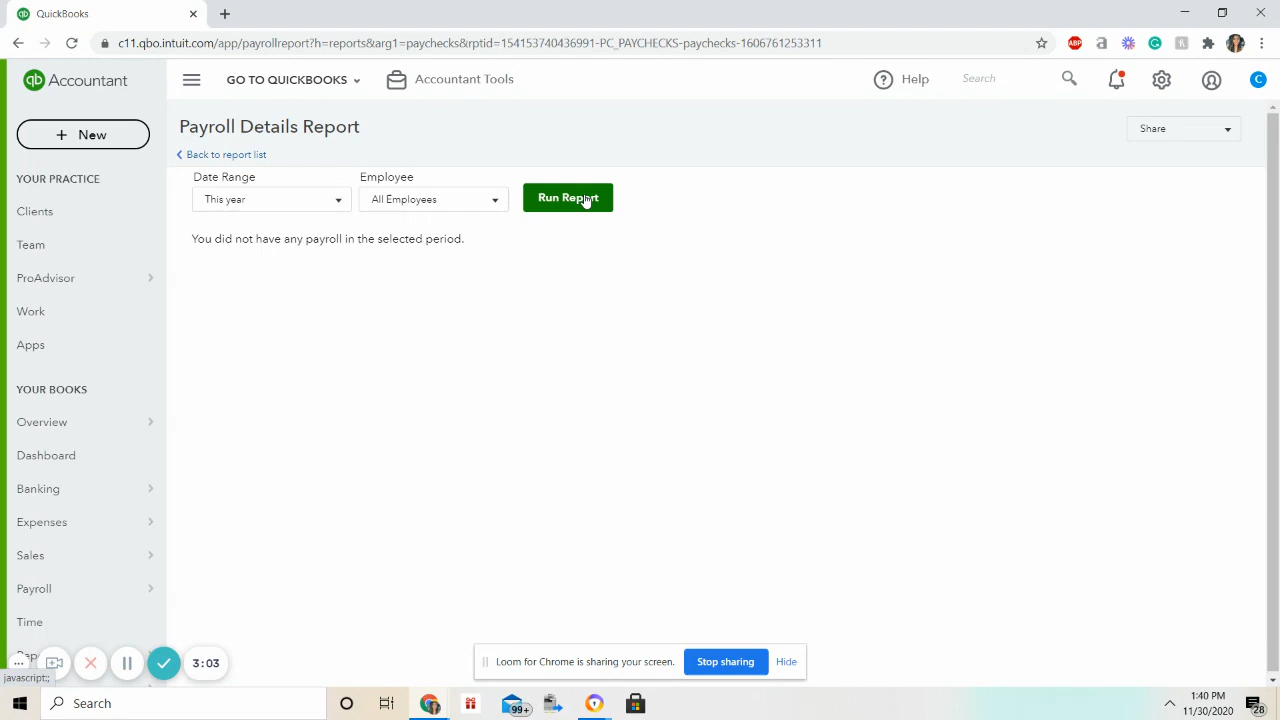 QuickBooks
c11.qbo.intuit.com/app/payrollreport?h=reports&arg1=paychecks&rptid=154153740436991-PC_PAYCHECKS-paychecks-1606761253311
ABP
qb Accountant
GO TO QUICKBOOKS
Accountant Tools
Help
Search
C
+ New
Payroll Details Report
Share
Back to report list
YOUR PRACTICE
Clients
Team
ProAdvisor
Work
Apps
YOUR BOOKS
Overview
Dashboard
Banking
Expenses
Sales
Payroll
Time
Date Range
Employee
This year
All Employees
Run Report
You did not have any payroll in the selected period.
3:03
javascript:;
Loom for Chrome is sharing your screen.
Stop sharing
Hide
Search
99+
1:40 PM
11/30/2020
28